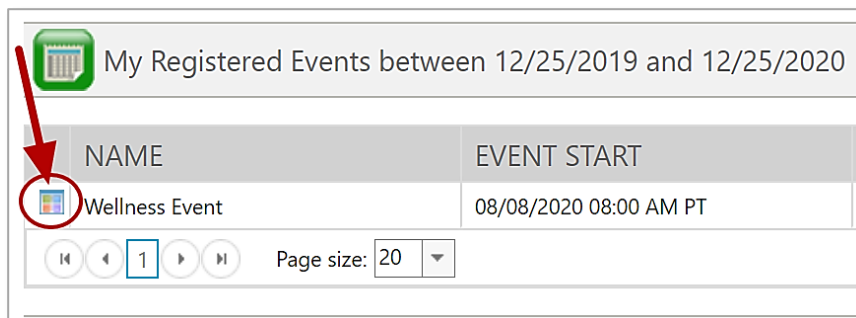 My Registered Events between 12/25/2019 and 12/25/2020
NAME EVENT START
Wellness Event 08/08/2020 08:00 AM PT
1 Page size: 20